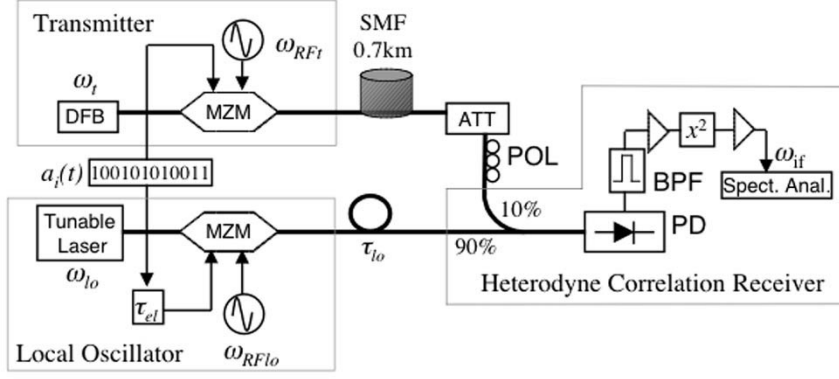 Transmitter
ω_RFt
SMF
0.7km
ω_t
DFB
MZM
ATT
x²
POL
a_i(t)
100101010011
BPF
ω_if
Spect. Anal.
Tunable
Laser
MZM
10%
PD
τ_lo
90%
ω_lo
Heterodyne Correlation Receiver
τ_el
Local Oscillator
ω_RFlo